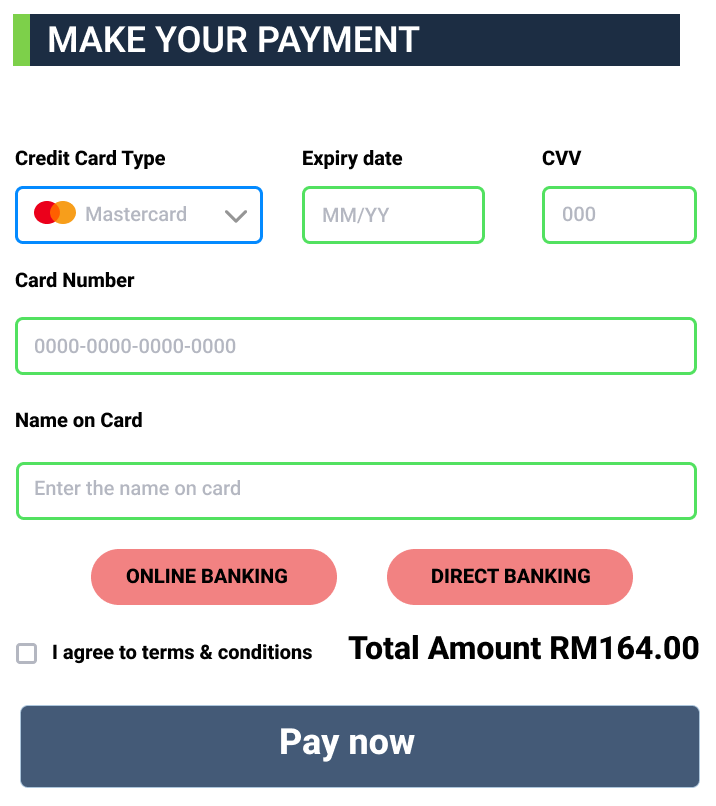 MAKE YOUR PAYMENT
Credit Card Type Expiry date CVV
Mastercard MM/YY 000
Card Number
0000-0000-0000-0000
Name on Card
Enter the name on card
ONLINE BANKING DIRECT BANKING
I agree to terms & conditions Total Amount RM164.00
Pay now